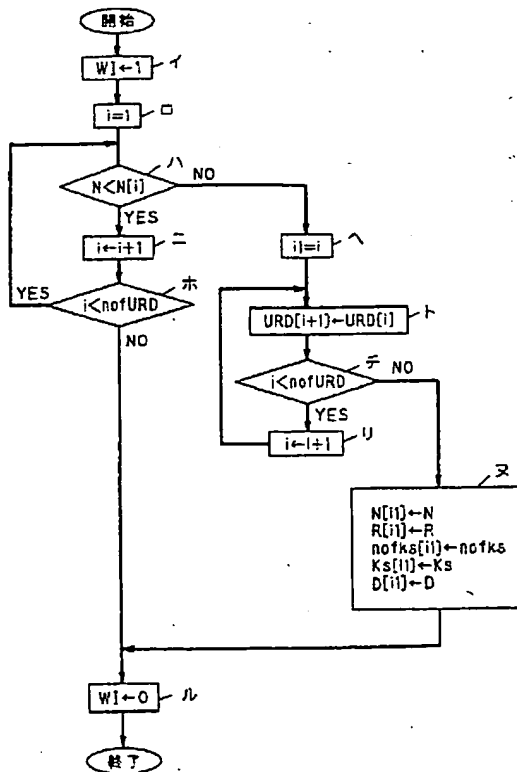 開始
WI←1 イ
i=1 ロ
N<N[i] ハ
NO
YES
i←i+1 ニ
i<nofURD ホ
YES
NO
i1=i ヘ
URD[i+1]←URD[i] ト
i<nofURD チ
NO
YES
i←i+1 リ
ヌ
N[i1]←N
R[i1]←R
nofks[i1]←nofks
Ks[i1]←Ks
D[i1]←D
WI←0 ル
終了